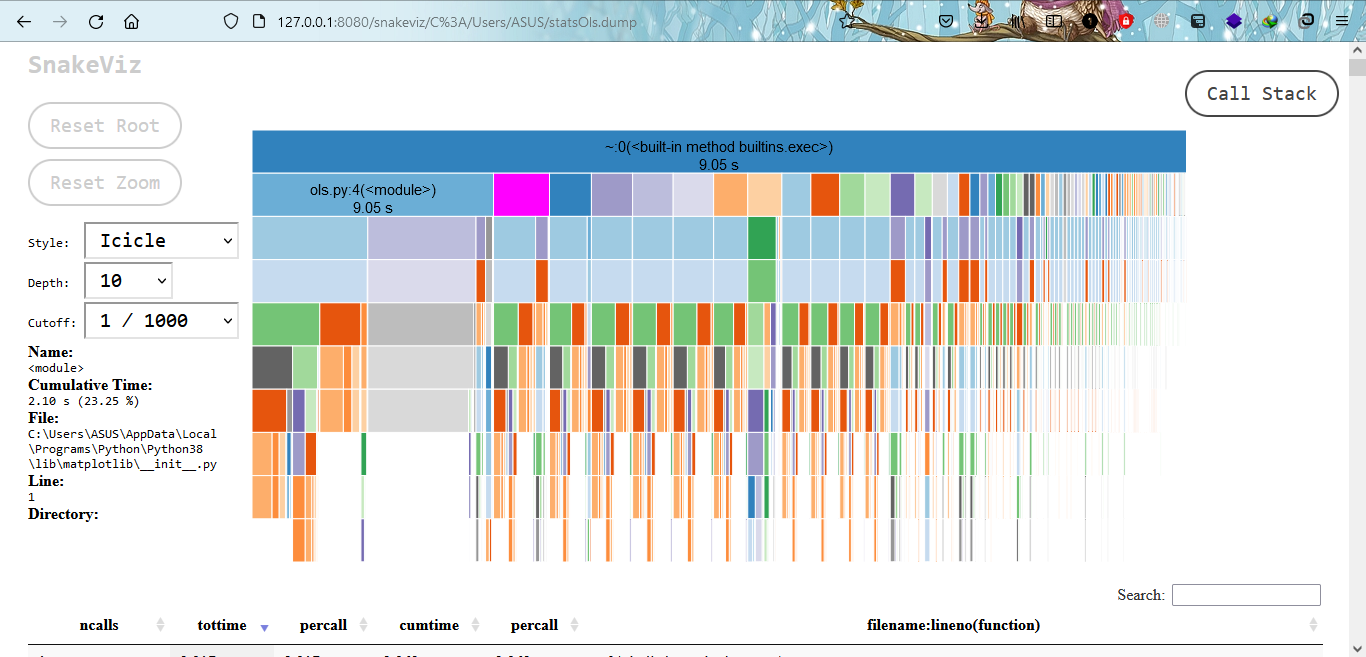 127.0.0.1:8080/snakeviz/C%3A/Users/ASUS/statsOls.dump
SnakeViz
Call Stack
Reset Root
Reset Zoom
Style: Icicle
Depth: 10
Cutoff: 1 / 1000
Name:
<module>
Cumulative Time:
2.10 s (23.25 %)
File:
C:\Users\ASUS\AppData\Local
\Programs\Python\Python38
\lib\matplotlib\__init__.py
Line:
1
Directory:
~:0(<built-in method builtins.exec>)
9.05 s
ols.py:4(<module>)
9.05 s
Search:
ncalls tottime percall cumtime percall filename:lineno(function)